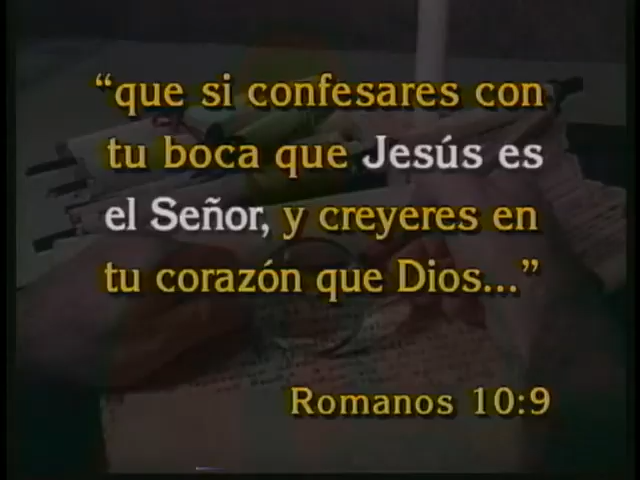 “que si confesares con
tu boca que Jesús es
el Señor, y creyeres en
tu corazón que Dios...”
Romanos 10:9